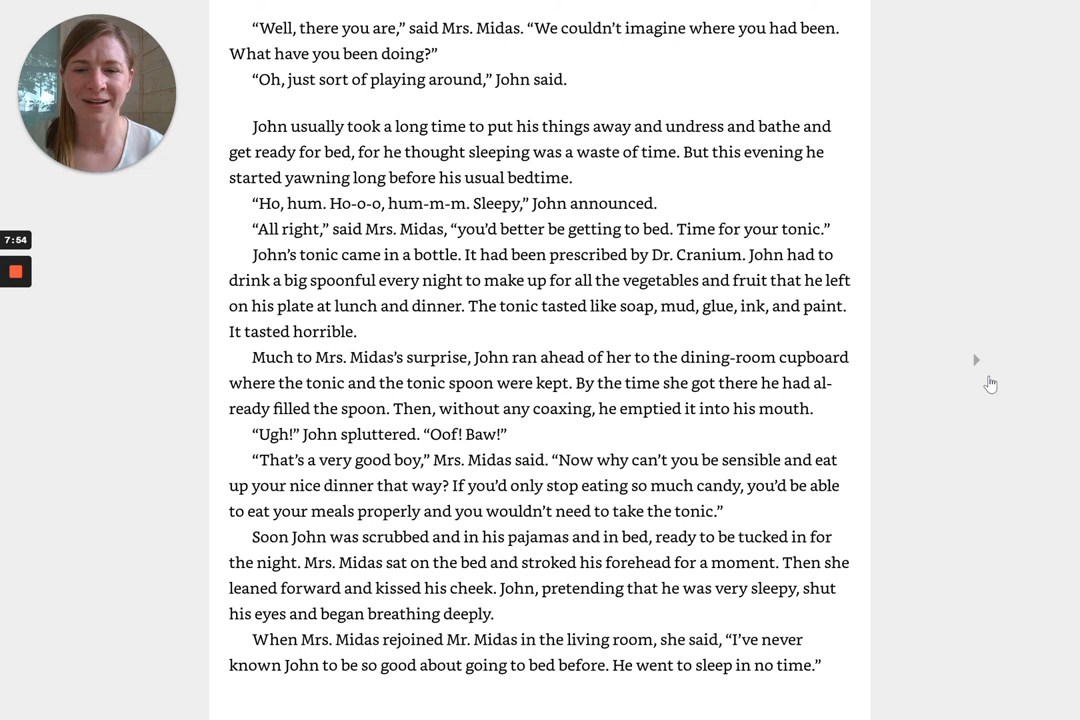 “Well, there you are,” said Mrs. Midas. “We couldn’t imagine where you had been.
What have you been doing?”
“Oh, just sort of playing around,” John said.
John usually took a long time to put his things away and undress and bathe and
get ready for bed, for he thought sleeping was a waste of time. But this evening he
started yawning long before his usual bedtime.
“Ho, hum. Ho-o-o, hum-m-m. Sleepy,” John announced.
“All right,” said Mrs. Midas, “you’d better be getting to bed. Time for your tonic.”
John’s tonic came in a bottle. It had been prescribed by Dr. Cranium. John had to
drink a big spoonful every night to make up for all the vegetables and fruit that he left
on his plate at lunch and dinner. The tonic tasted like soap, mud, glue, ink, and paint.
It tasted horrible.
Much to Mrs. Midas’s surprise, John ran ahead of her to the dining-room cupboard
where the tonic and the tonic spoon were kept. By the time she got there he had al-
ready filled the spoon. Then, without any coaxing, he emptied it into his mouth.
“Ugh!” John spluttered. “Oof! Baw!”
“That’s a very good boy,” Mrs. Midas said. “Now why can’t you be sensible and eat
up your nice dinner that way? If you’d only stop eating so much candy, you’d be able
to eat your meals properly and you wouldn’t need to take the tonic.”
Soon John was scrubbed and in his pajamas and in bed, ready to be tucked in for
the night. Mrs. Midas sat on the bed and stroked his forehead for a moment. Then she
leaned forward and kissed his cheek. John, pretending that he was very sleepy, shut
his eyes and began breathing deeply.
When Mrs. Midas rejoined Mr. Midas in the living room, she said, “I’ve never
known John to be so good about going to bed before. He went to sleep in no time.”
7:54